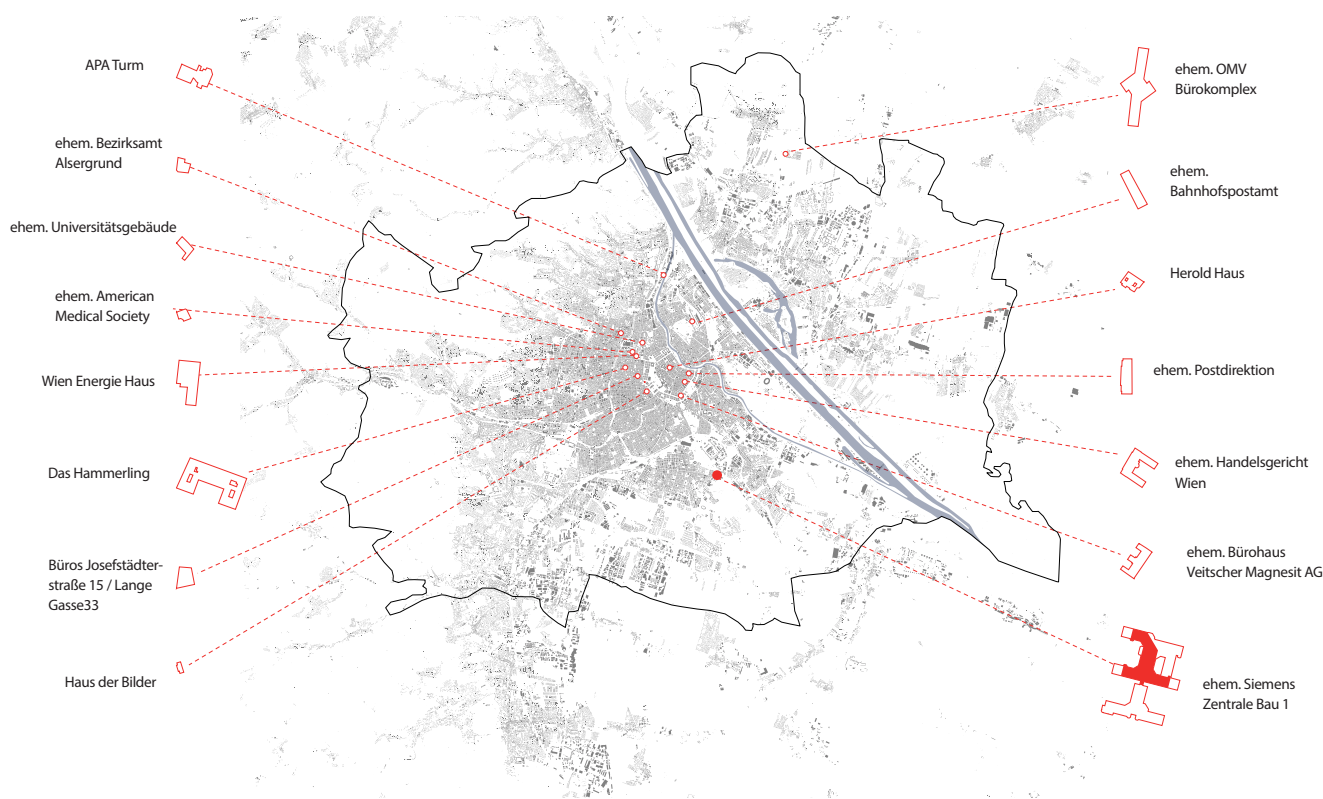 APA Turm
ehem. Bezirksamt
Alsergrund
ehem. Universitätsgebäude
ehem. American
Medical Society
Wien Energie Haus
Das Hammerling
Büros Josefstädter-
straße 15 / Lange
Gasse33
Haus der Bilder
ehem. OMV
Bürokomplex
ehem.
Bahnhofspostamt
Herold Haus
ehem. Postdirektion
ehem. Handelsgericht
Wien
ehem. Bürohaus
Veitscher Magnesit AG
ehem. Siemens
Zentrale Bau 1